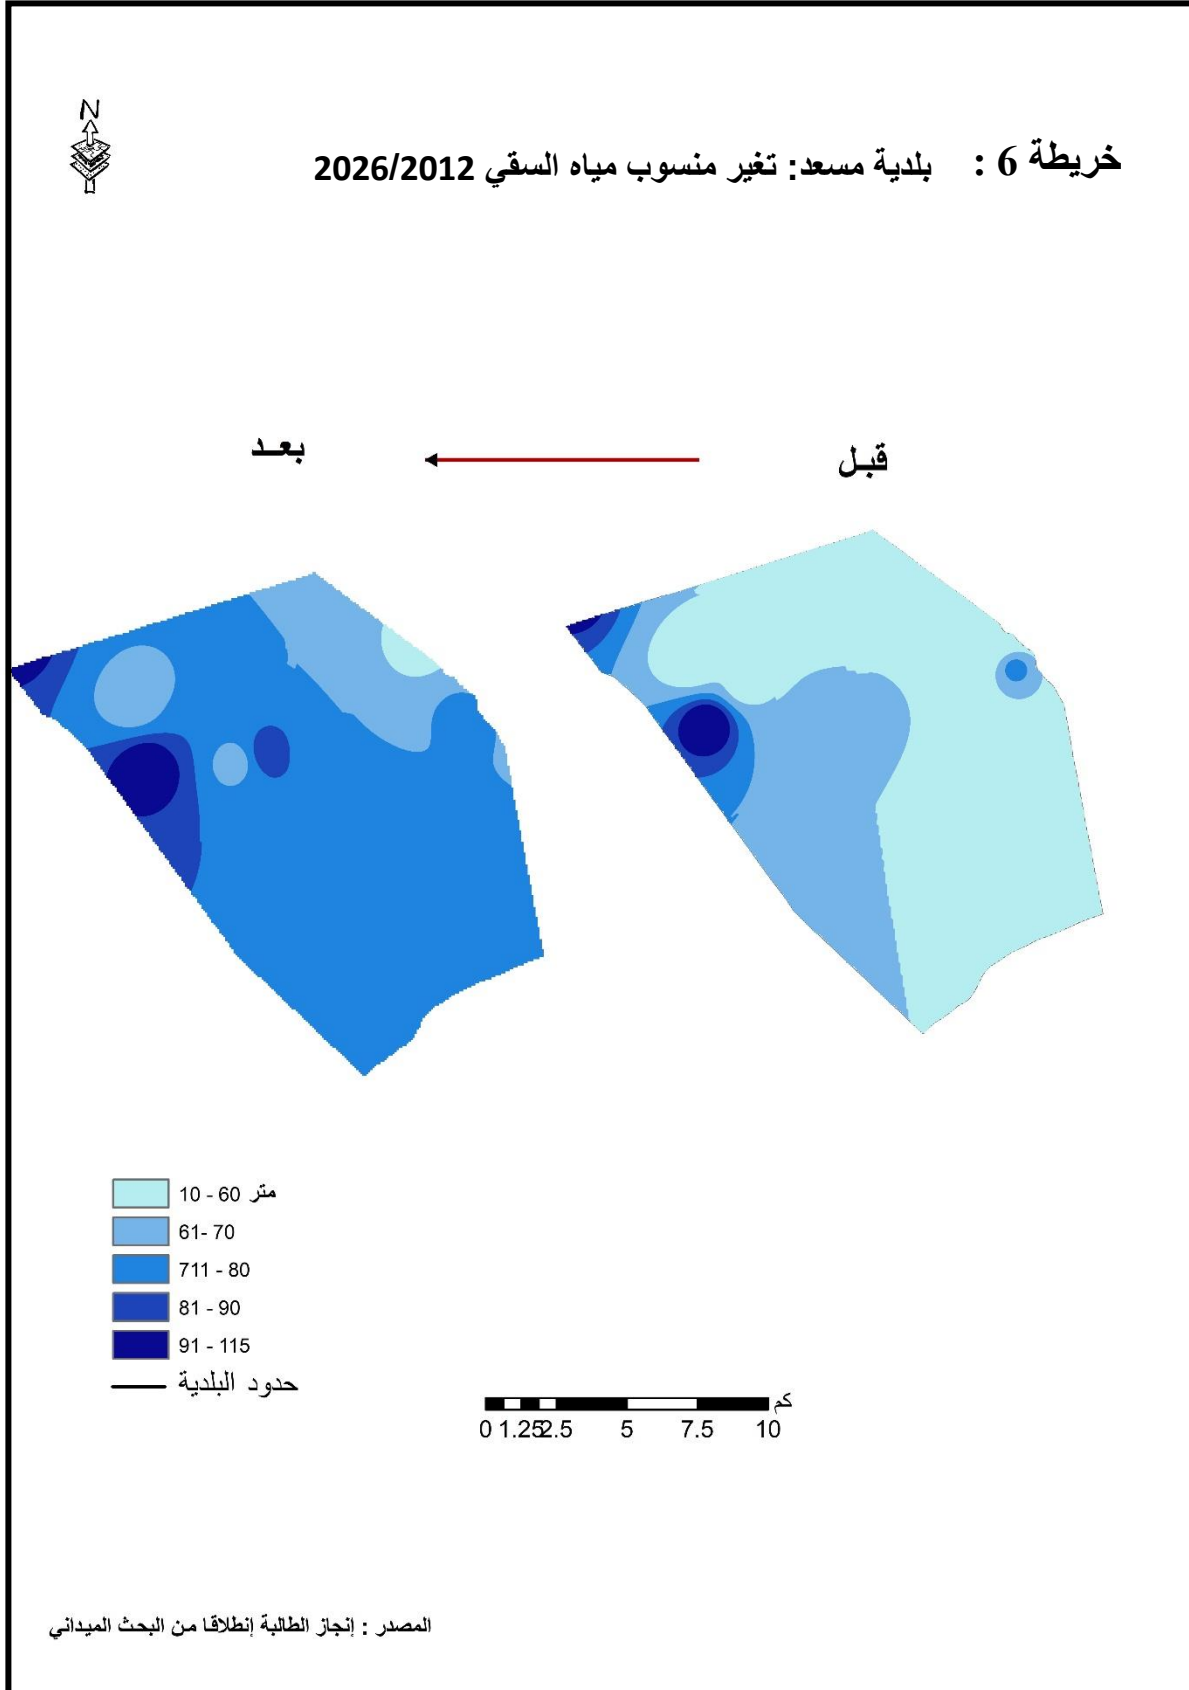 N
خريطة 6 : بلدية مسعد: تغير منسوب مياه السقي 2026/2012
قبل
بعـد
10 - 60 متر
61- 70
711 - 80
81 - 90
91 - 115
حدود البلدية
كم
0 1.25 2.5 5 7.5 10
المصدر : إنجاز الطالبة إنطلاقا من البحث الميداني